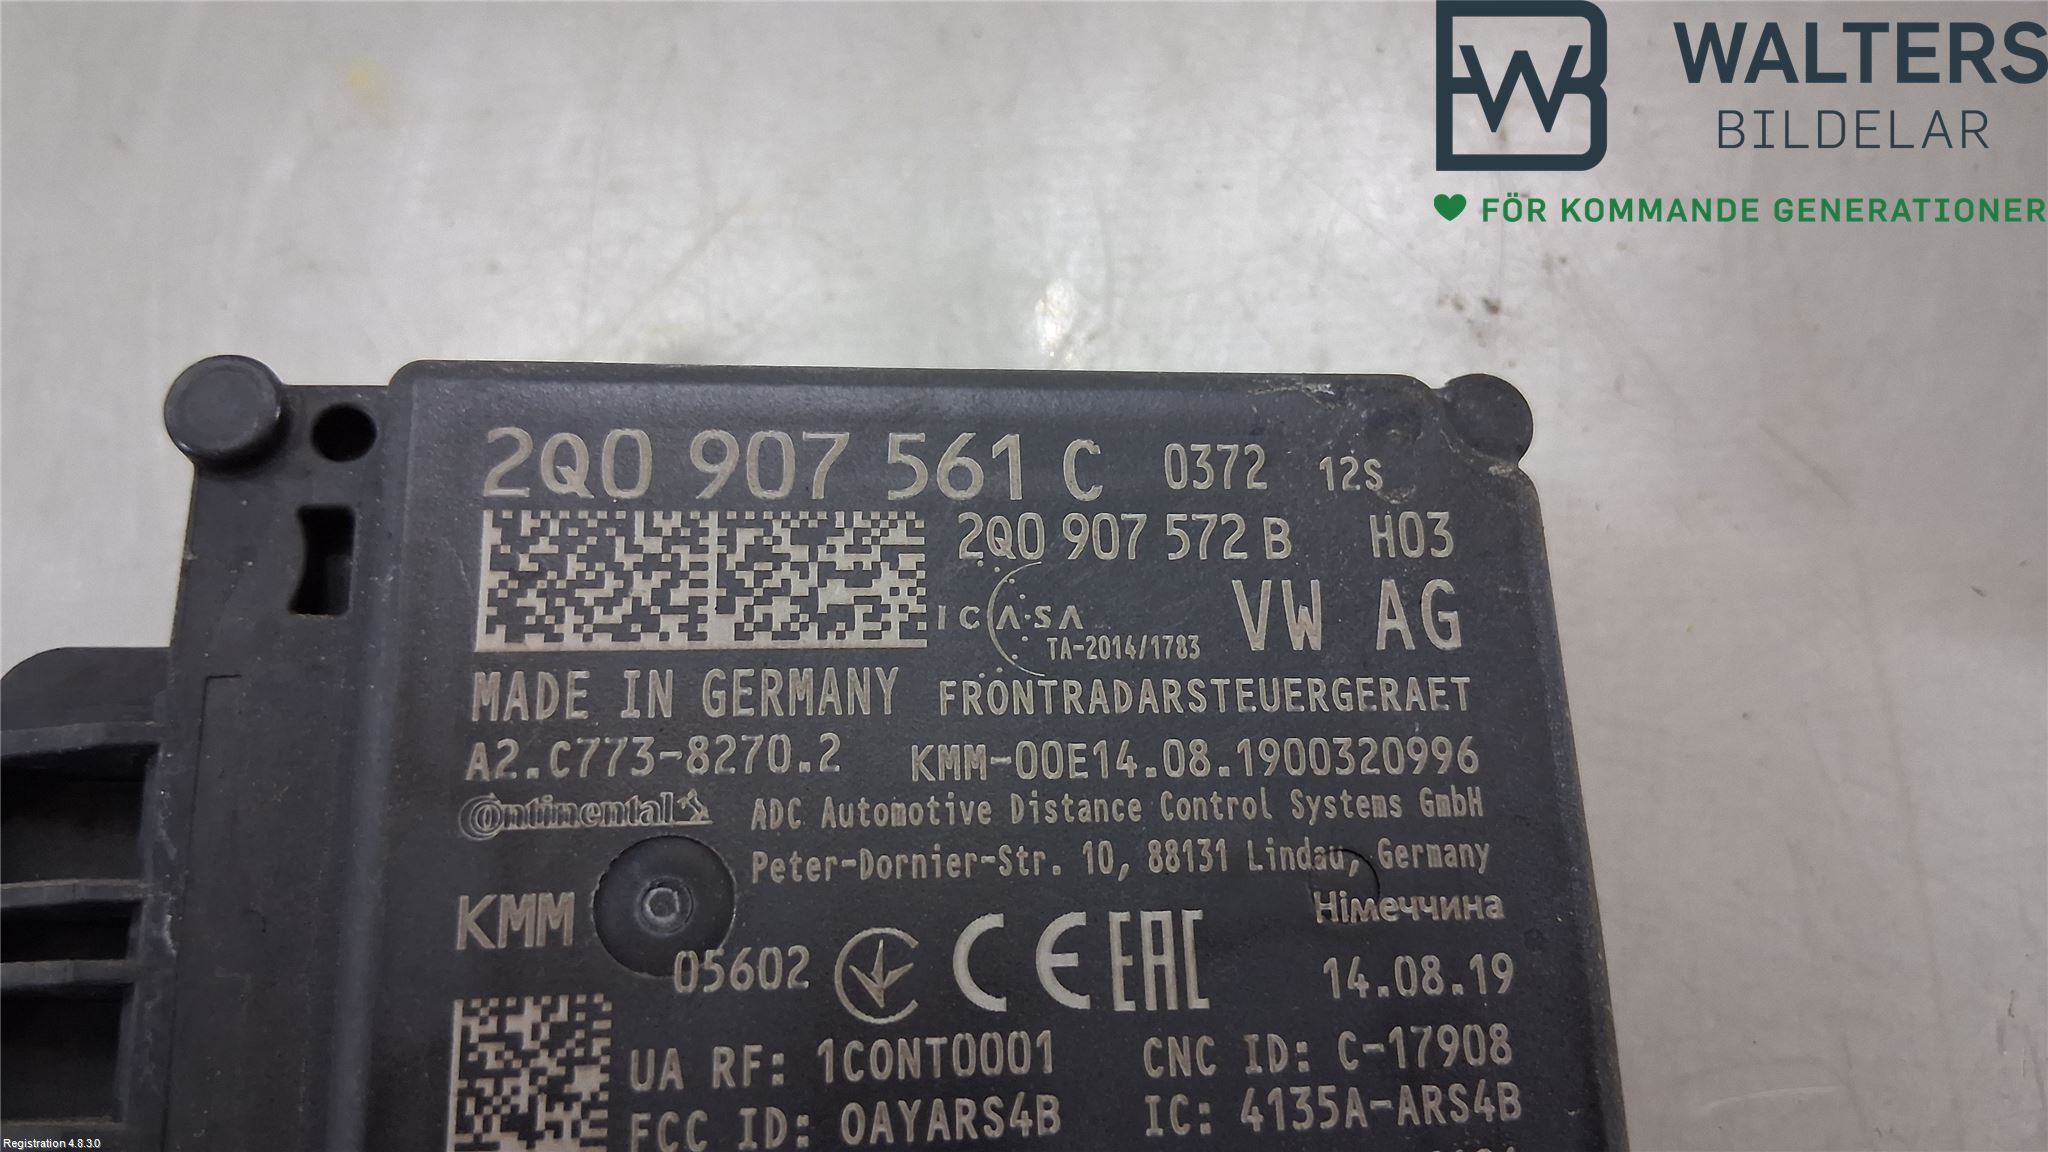 WALTERS
BILDELAR
FÖR KOMMANDE GENERATIONER
2Q0 907 561 C 0372 12S
2Q0 907 572 B H03
ICASA
TA-2014/1783
VW AG
MADE IN GERMANY FRONTRADARSTEUERGERAET
A2.C773-8270.2 KMM-00E14.08.1900320996
Continental ADC Automotive Distance Control Systems GmbH
Peter-Dornier-Str. 10, 88131 Lindau, Germany
Німеччина
KMM
05602 CE EAC 14.08.19
UA RF: 1CONT0001 CNC ID: C-17908
FCC ID: OAYARS4B IC: 4135A-ARS4B
Registration 4.8.3.0